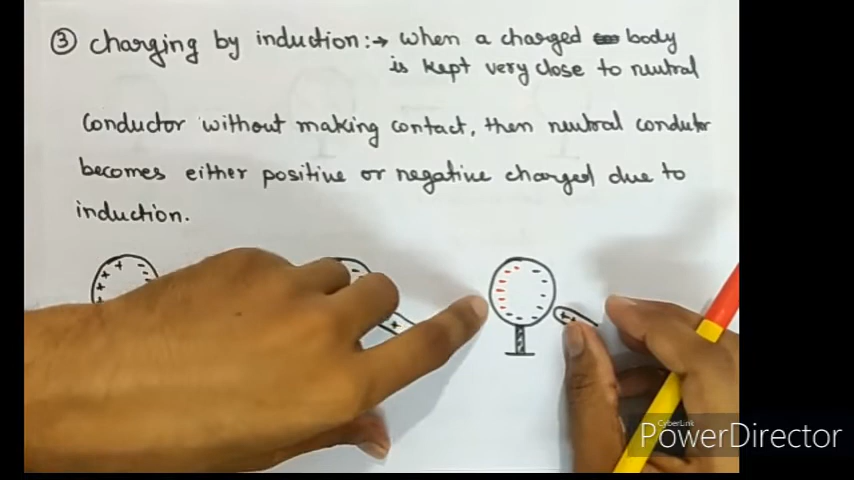 ③ charging by induction:→ when a charged body
is kept very close to neutral
conductor without making contact, then neutral conductor
becomes either positive or negative charged due to
induction.
CyberLink
PowerDirector